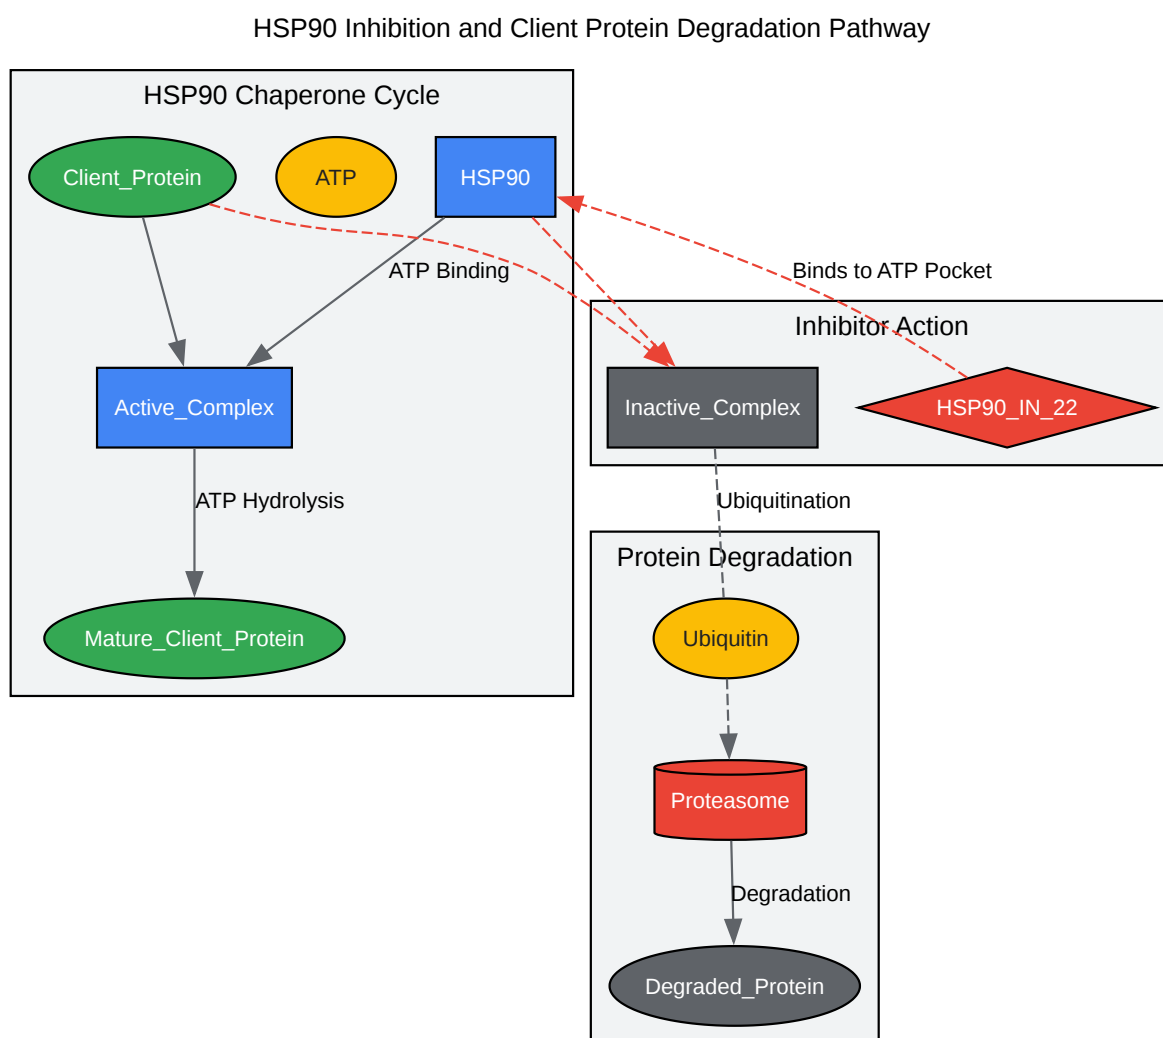 HSP90 Inhibition and Client Protein Degradation Pathway
HSP90 Chaperone Cycle
Client_Protein
ATP
HSP90
ATP Binding
Binds to ATP Pocket
Inhibitor Action
Active_Complex
Inactive_Complex
HSP90_IN_22
ATP Hydrolysis
Ubiquitination
Protein Degradation
Mature_Client_Protein
Ubiquitin
Proteasome
Degradation
Degraded_Protein